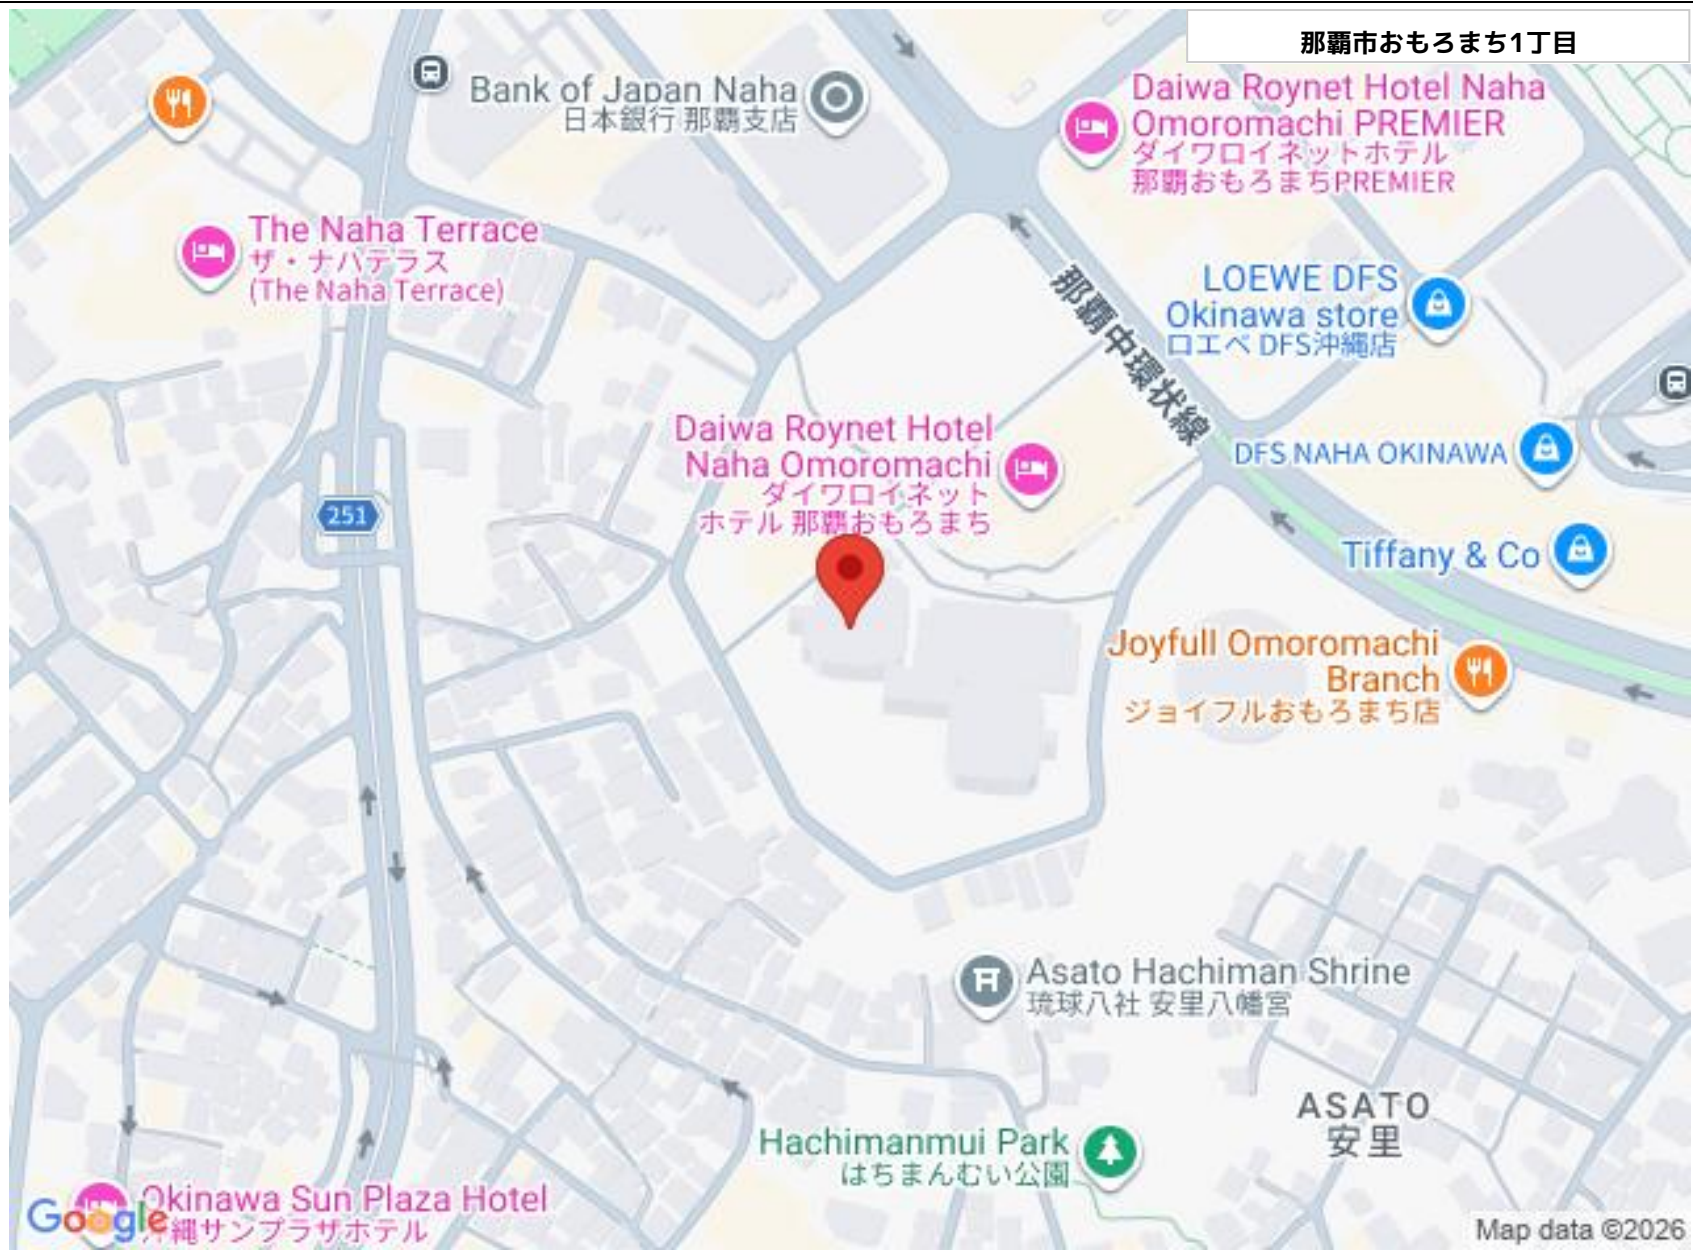 那覇市おもろまち1丁目
Bank of Japan Naha
日本銀行 那覇支店
Daiwa Roynet Hotel Naha
Omoromachi PREMIER
ダイワロイネットホテル
那覇おもろまちPREMIER
The Naha Terrace
ザ・ナハテラス
(The Naha Terrace)
那覇中環状線
LOEWE DFS
Okinawa store
ロエベ DFS沖縄店
Daiwa Roynet Hotel
Naha Omoromachi
ダイワロイネット
ホテル 那覇おもろまち
DFS NAHA OKINAWA
251
Tiffany & Co
Joyfull Omoromachi
Branch
ジョイフルおもろまち店
Asato Hachiman Shrine
琉球八社 安里八幡宮
ASATO
安里
Hachimanmui Park
はちまんむい公園
Okinawa Sun Plaza Hotel
沖縄サンプラザホテル
Google
Map data ©2026